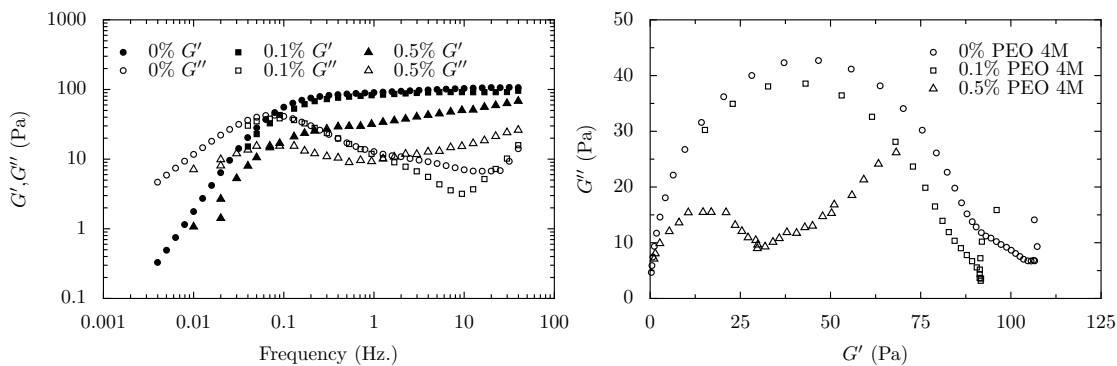 1000
100
10
1
0.1
G′,G″ (Pa)
0% G′
0.1% G′
0.5% G′
0% G″
0.1% G″
0.5% G″
0.001
0.01
0.1
1
10
100
Frequency (Hz.)
50
40
30
20
10
0
G″ (Pa)
0% PEO 4M
0.1% PEO 4M
0.5% PEO 4M
0
25
50
75
100
125
G′ (Pa)